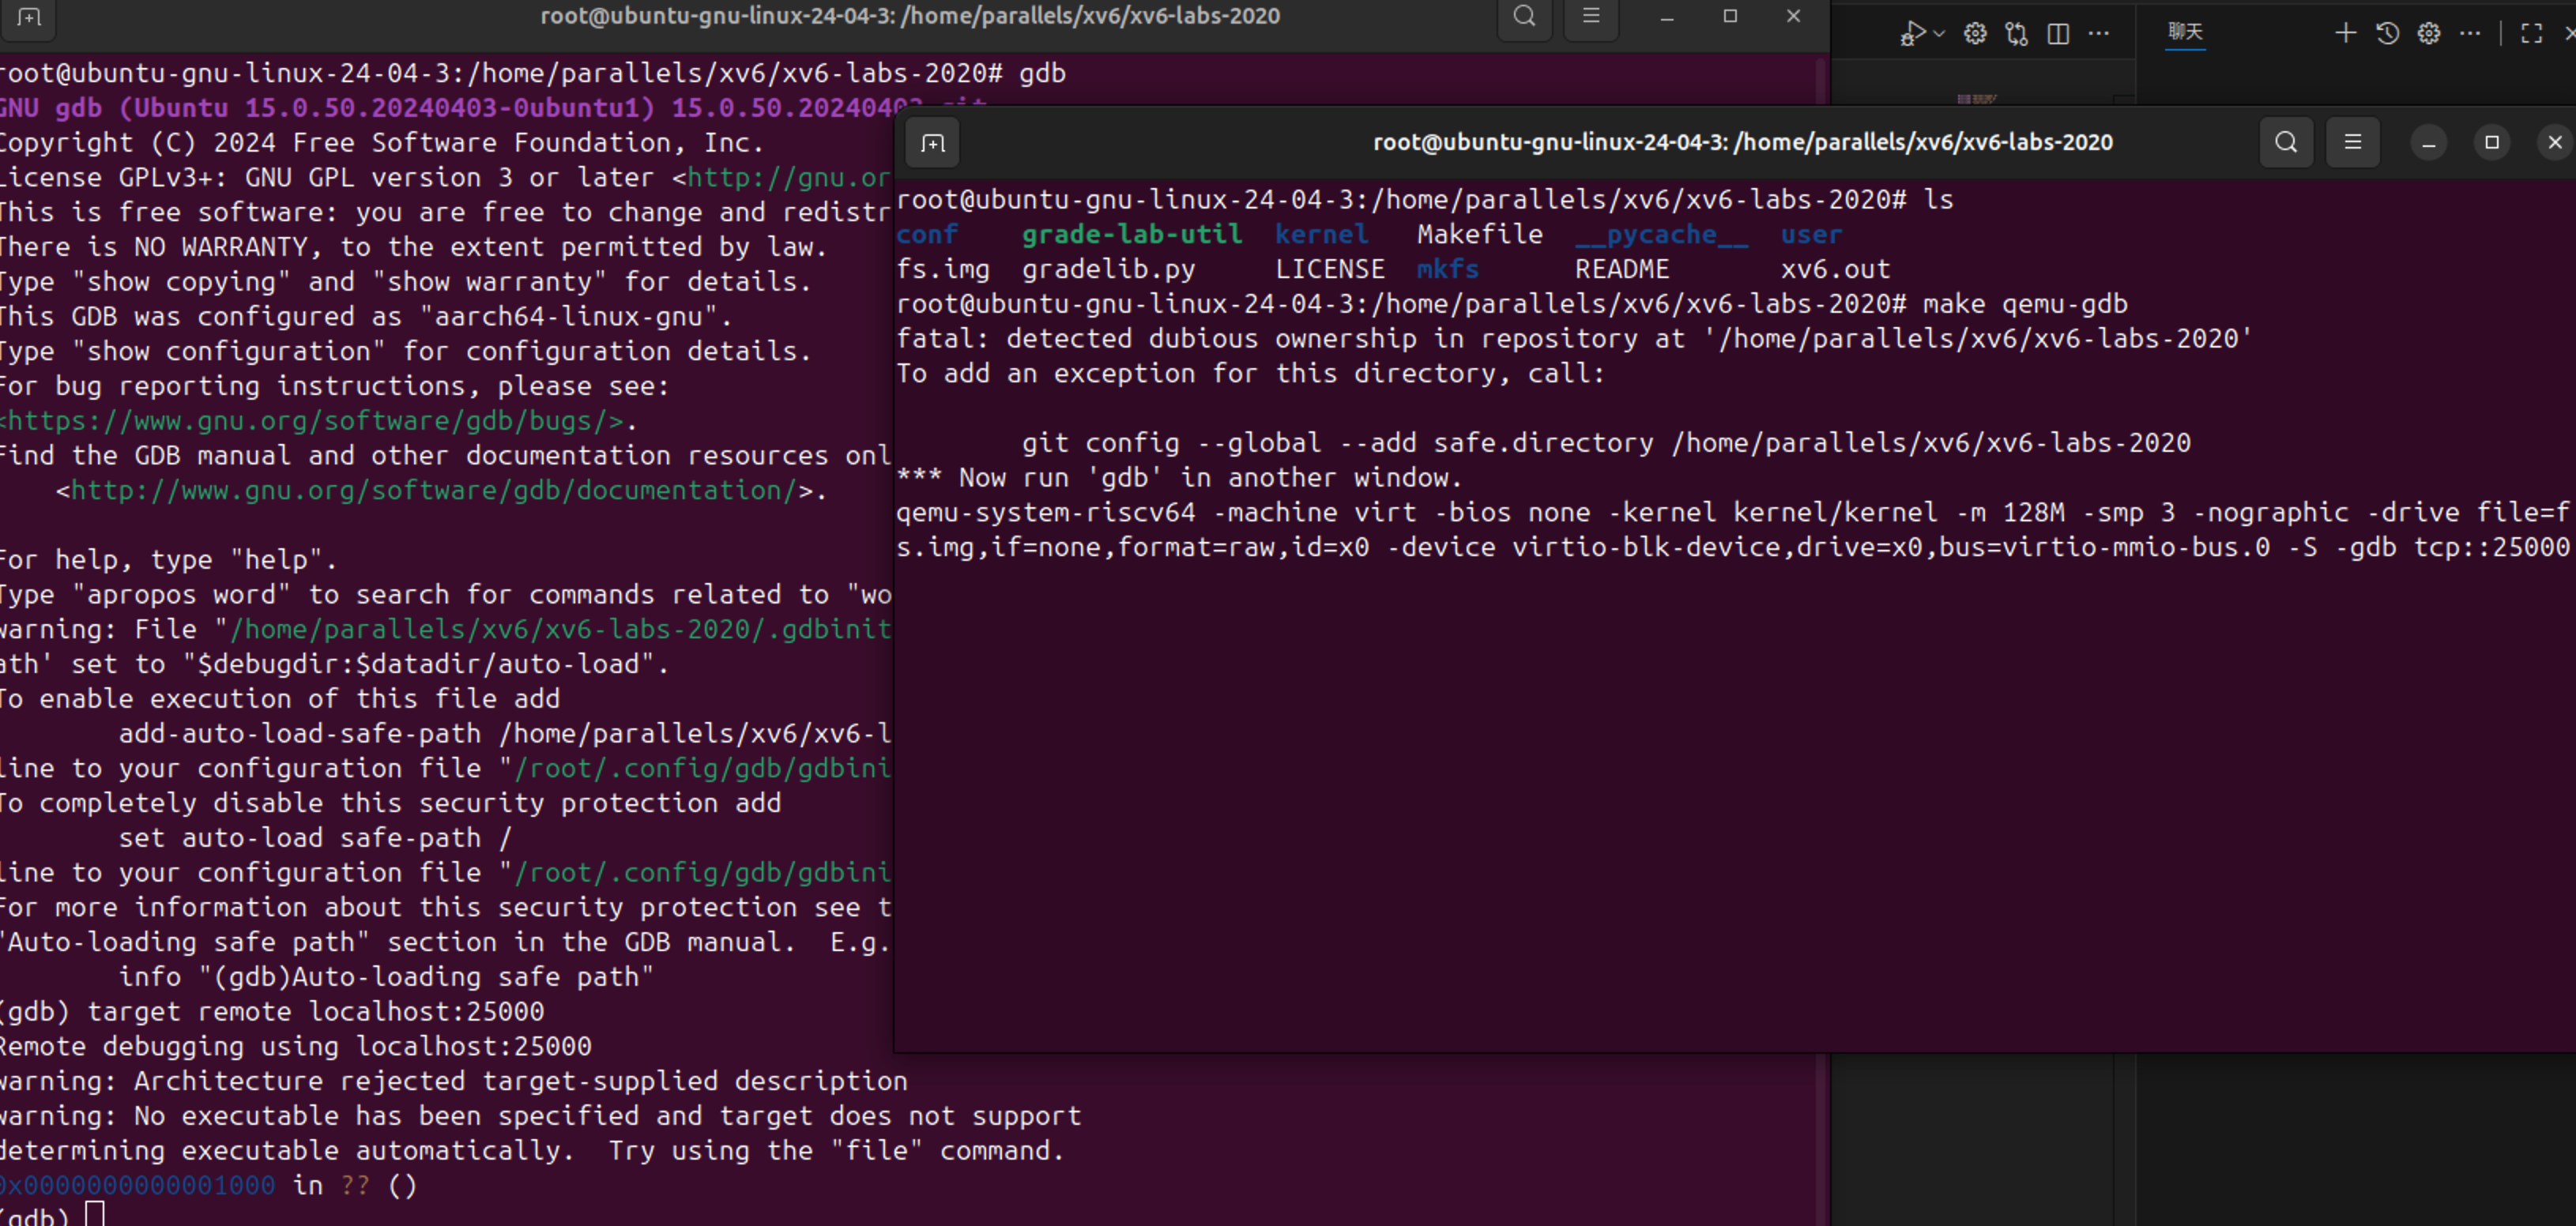 root@ubuntu-gnu-linux-24-04-3: /home/parallels/xv6/xv6-labs-2020
root@ubuntu-gnu-linux-24-04-3:/home/parallels/xv6/xv6-labs-2020# gdb
GNU gdb (Ubuntu 15.0.50.20240403-0ubuntu1) 15.0.50.20240403-git
Copyright (C) 2024 Free Software Foundation, Inc.
License GPLv3+: GNU GPL version 3 or later <http://gnu.or
This is free software: you are free to change and redistr
There is NO WARRANTY, to the extent permitted by law.
Type "show copying" and "show warranty" for details.
This GDB was configured as "aarch64-linux-gnu".
Type "show configuration" for configuration details.
For bug reporting instructions, please see:
<https://www.gnu.org/software/gdb/bugs/>.
Find the GDB manual and other documentation resources onl
<http://www.gnu.org/software/gdb/documentation/>.
For help, type "help".
Type "apropos word" to search for commands related to "wo
warning: File "/home/parallels/xv6/xv6-labs-2020/.gdbinit
ath' set to "$debugdir:$datadir/auto-load".
To enable execution of this file add
add-auto-load-safe-path /home/parallels/xv6/xv6-l
line to your configuration file "/root/.config/gdb/gdbini
To completely disable this security protection add
set auto-load safe-path /
line to your configuration file "/root/.config/gdb/gdbini
For more information about this security protection see t
"Auto-loading safe path" section in the GDB manual.  E.g.
info "(gdb)Auto-loading safe path"
(gdb) target remote localhost:25000
Remote debugging using localhost:25000
warning: Architecture rejected target-supplied description
warning: No executable has been specified and target does not support
determining executable automatically.  Try using the "file" command.
0x0000000000001000 in ?? ()
(gdb)
聊天
root@ubuntu-gnu-linux-24-04-3: /home/parallels/xv6/xv6-labs-2020
root@ubuntu-gnu-linux-24-04-3:/home/parallels/xv6/xv6-labs-2020# ls
conf    grade-lab-util  kernel   Makefile  __pycache__  user
fs.img  gradelib.py     LICENSE  mkfs      README       xv6.out
root@ubuntu-gnu-linux-24-04-3:/home/parallels/xv6/xv6-labs-2020# make qemu-gdb
fatal: detected dubious ownership in repository at '/home/parallels/xv6/xv6-labs-2020'
To add an exception for this directory, call:
git config --global --add safe.directory /home/parallels/xv6/xv6-labs-2020
*** Now run 'gdb' in another window.
qemu-system-riscv64 -machine virt -bios none -kernel kernel/kernel -m 128M -smp 3 -nographic -drive file=f
s.img,if=none,format=raw,id=x0 -device virtio-blk-device,drive=x0,bus=virtio-mmio-bus.0 -S -gdb tcp::25000